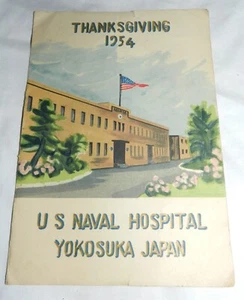 THANKSGIVING
1954
U S NAVAL HOSPITAL
YOKOSUKA JAPAN